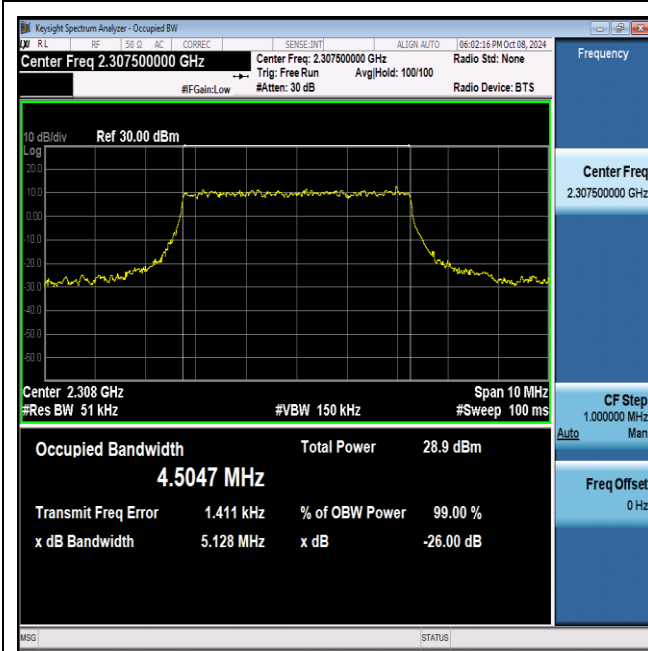 Keysight Spectrum Analyzer - Occupied BW
LXI RL RF 50 Ω AC CORREC SENSE:INT ALIGN AUTO 06:02:16 PM Oct 08, 2024
Center Freq 2.307500000 GHz
Center Freq: 2.307500000 GHz Radio Std: None
Trig: Free Run Avg|Hold: 100/100
#IFGain:Low #Atten: 30 dB Radio Device: BTS
Frequency
10 dB/div Ref 30.00 dBm
Log
20.0
10.0
0.00
-10.0
-20.0
-30.0
-40.0
-50.0
-60.0
Center 2.308 GHz Span 10 MHz
#Res BW 51 kHz #VBW 150 kHz #Sweep 100 ms
Center Freq
2.307500000 GHz
CF Step
1.000000 MHz
Auto Man
Freq Offset
0 Hz
Occupied Bandwidth Total Power 28.9 dBm
4.5047 MHz
Transmit Freq Error 1.411 kHz % of OBW Power 99.00 %
x dB Bandwidth 5.128 MHz x dB -26.00 dB
MSG STATUS